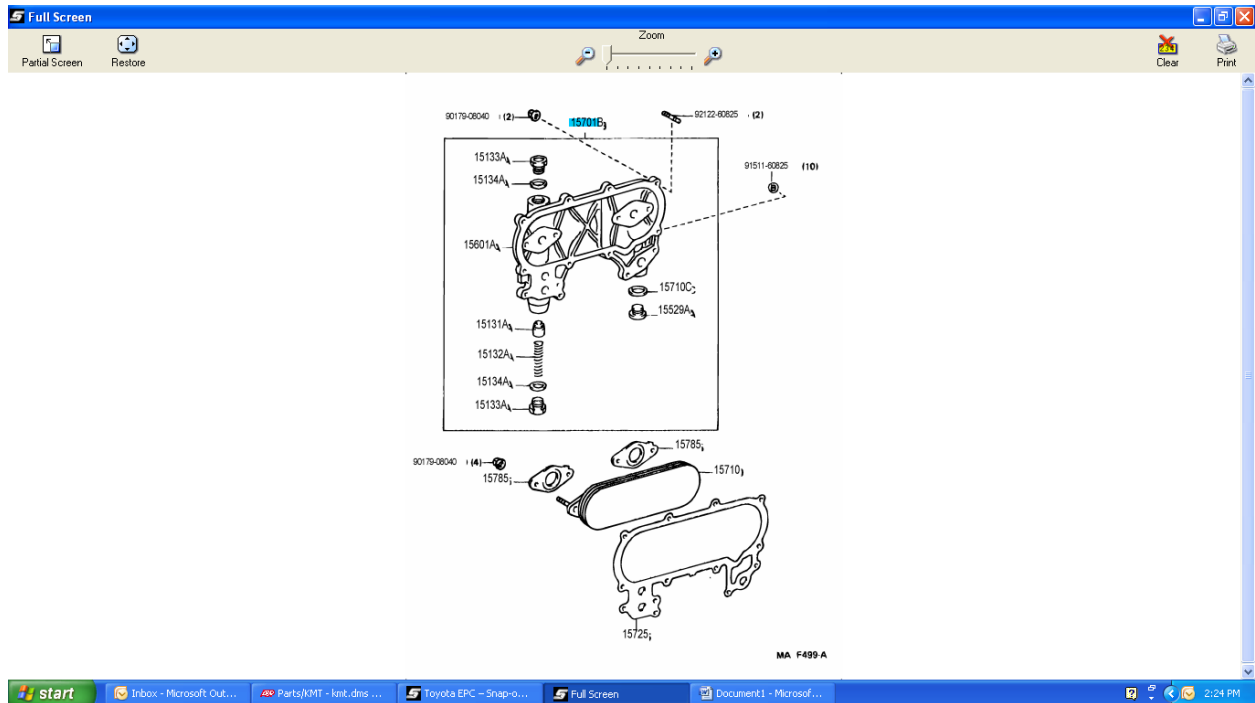 Full Screen
Partial Screen
Restore
Zoom
Clear
Print
90179-08040 (2)
15701B
92122-60825 (2)
15133A
91511-60825 (10)
15134A
15601A
15710C
15529A
15131A
15132A
15134A
15133A
15785
90179-08040 (4)
15710
15785
15725
MA F499-A
start
Inbox - Microsoft Out...
Parts/KMT - kmt.dms ...
Toyota EPC – Snap-o...
Full Screen
Document1 - Microsof...
2:24 PM